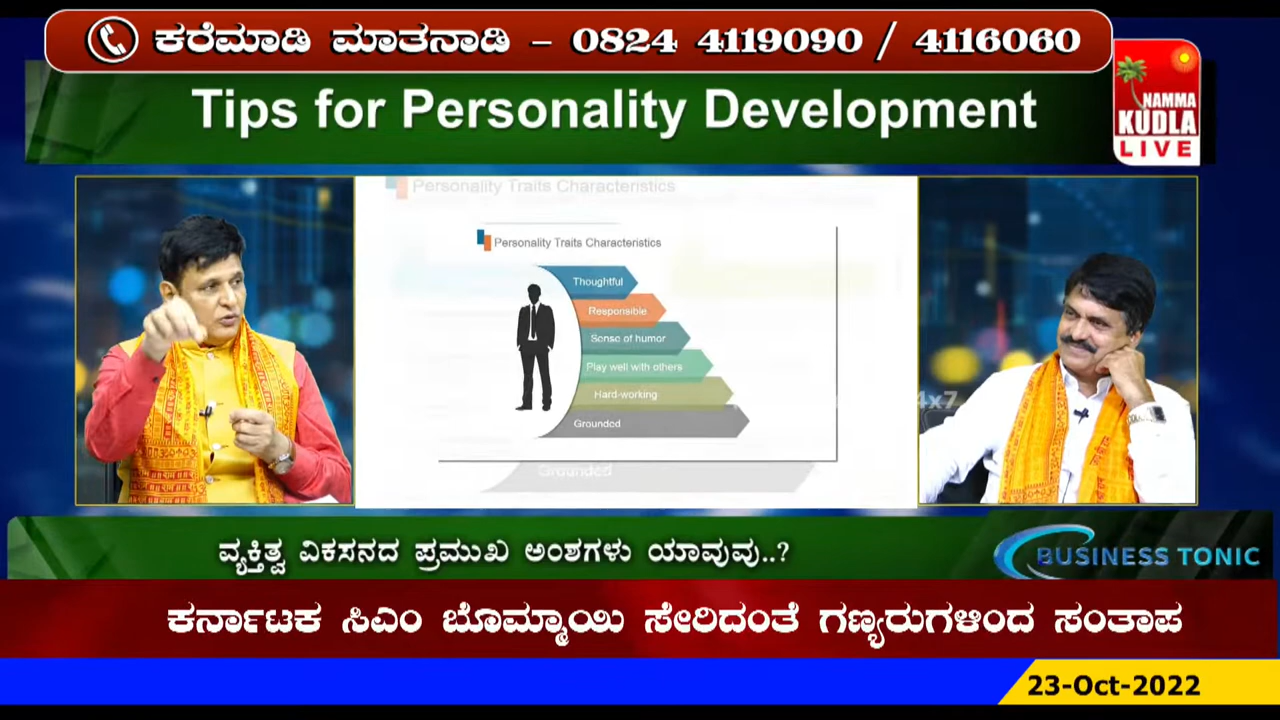 ಕರೆಮಾಡಿ ಮಾತನಾಡಿ – 0824 4119090 / 4116060
Tips for Personality Development
NAMMA
KUDLA
LIVE
Personality Traits Characteristics
Personality Traits Characteristics
Thoughtful
Responsible
Sense of humor
Play well with others
Hard-working
Grounded
Grounded
4x7
ವ್ಯಕ್ತಿತ್ವ ವಿಕಸನದ ಪ್ರಮುಖ ಅಂಶಗಳು ಯಾವುವು..?
BUSINESS TONIC
ಕರ್ನಾಟಕ ಸಿಎಂ ಬೊಮ್ಮಾಯಿ ಸೇರಿದಂತೆ ಗಣ್ಯರುಗಳಿಂದ ಸಂತಾಪ
23-Oct-2022